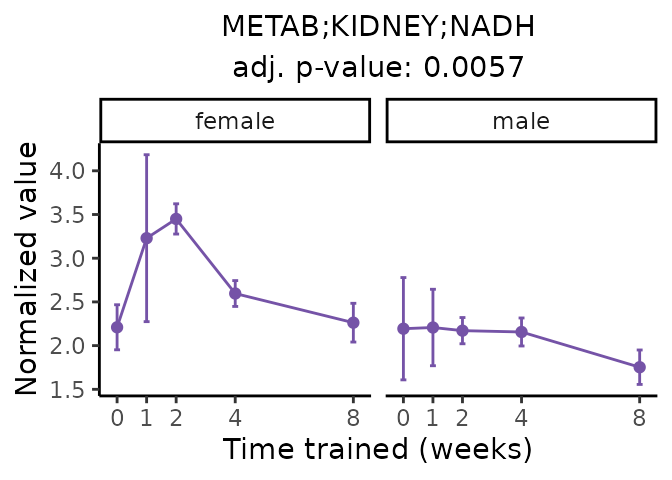 METAB;KIDNEY;NADH
adj. p-value: 0.0057
female
male
Normalized value
4.0
3.5
3.0
2.5
2.0
1.5
0 1 2 4 8
0 1 2 4 8
Time trained (weeks)